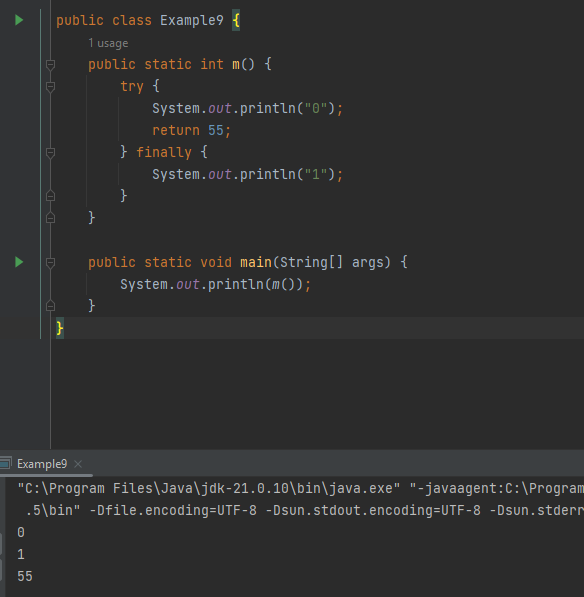 public class Example9 {
1 usage
public static int m() {
try {
System.out.println("0");
return 55;
} finally {
System.out.println("1");
}
}
public static void main(String[] args) {
System.out.println(m());
}
}
Example9 ×
"C:\Program Files\Java\jdk-21.0.10\bin\java.exe" "-javaagent:C:\Program
.5\bin" -Dfile.encoding=UTF-8 -Dsun.stdout.encoding=UTF-8 -Dsun.stderr
0
1
55